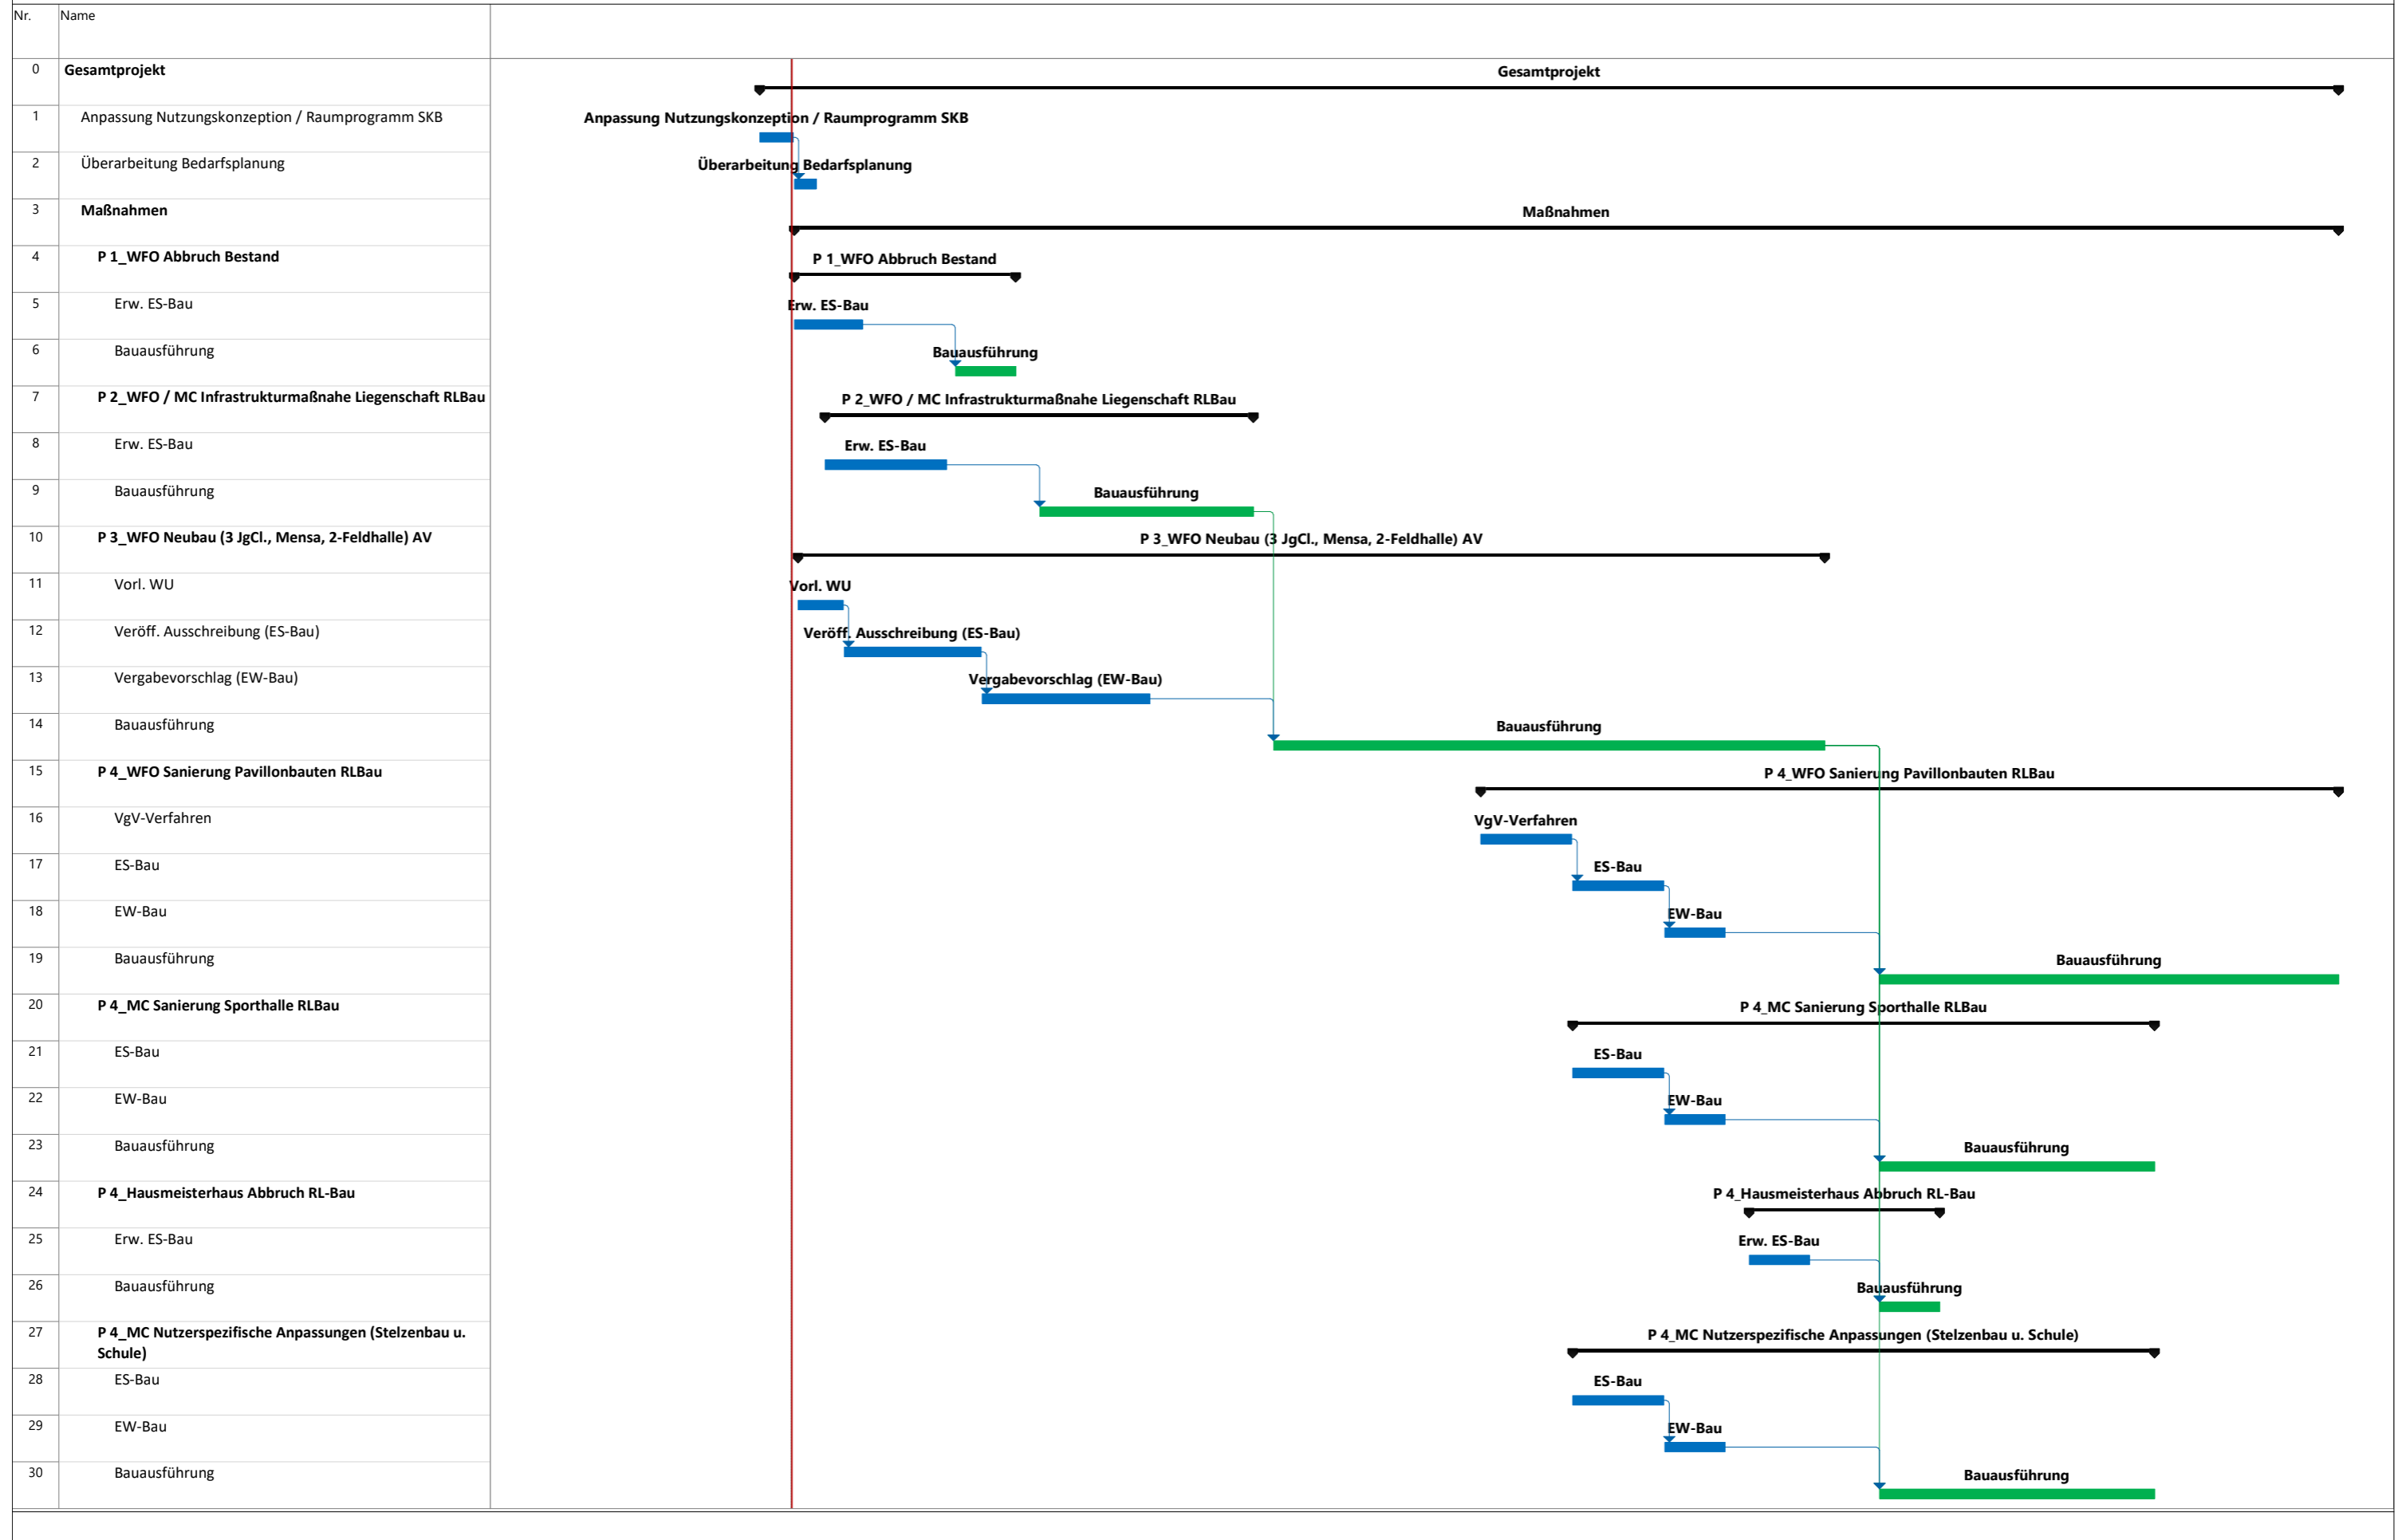 Nr. Name
0 Gesamtprojekt Gesamtprojekt
1 Anpassung Nutzungskonzeption / Raumprogramm SKB Anpassung Nutzungskonzeption / Raumprogramm SKB
2 Überarbeitung Bedarfsplanung Überarbeitung Bedarfsplanung
3 Maßnahmen Maßnahmen
4 P 1_WFO Abbruch Bestand P 1_WFO Abbruch Bestand
5 Erw. ES-Bau Erw. ES-Bau
6 Bauausführung Bauausführung
7 P 2_WFO / MC Infrastrukturmaßnahe Liegenschaft RLBau P 2_WFO / MC Infrastrukturmaßnahe Liegenschaft RLBau
8 Erw. ES-Bau Erw. ES-Bau
9 Bauausführung Bauausführung
10 P 3_WFO Neubau (3 JgCl., Mensa, 2-Feldhalle) AV P 3_WFO Neubau (3 JgCl., Mensa, 2-Feldhalle) AV
11 Vorl. WU Vorl. WU
12 Veröff. Ausschreibung (ES-Bau) Veröff. Ausschreibung (ES-Bau)
13 Vergabevorschlag (EW-Bau) Vergabevorschlag (EW-Bau)
14 Bauausführung Bauausführung
15 P 4_WFO Sanierung Pavillonbauten RLBau P 4_WFO Sanierung Pavillonbauten RLBau
16 VgV-Verfahren VgV-Verfahren
17 ES-Bau ES-Bau
18 EW-Bau EW-Bau
19 Bauausführung Bauausführung
20 P 4_MC Sanierung Sporthalle RLBau P 4_MC Sanierung Sporthalle RLBau
21 ES-Bau ES-Bau
22 EW-Bau EW-Bau
23 Bauausführung Bauausführung
24 P 4_Hausmeisterhaus Abbruch RL-Bau P 4_Hausmeisterhaus Abbruch RL-Bau
25 Erw. ES-Bau Erw. ES-Bau
26 Bauausführung Bauausführung
27 P 4_MC Nutzerspezifische Anpassungen (Stelzenbau u. P 4_MC Nutzerspezifische Anpassungen (Stelzenbau u. Schule)
Schule)
28 ES-Bau ES-Bau
29 EW-Bau EW-Bau
30 Bauausführung Bauausführung